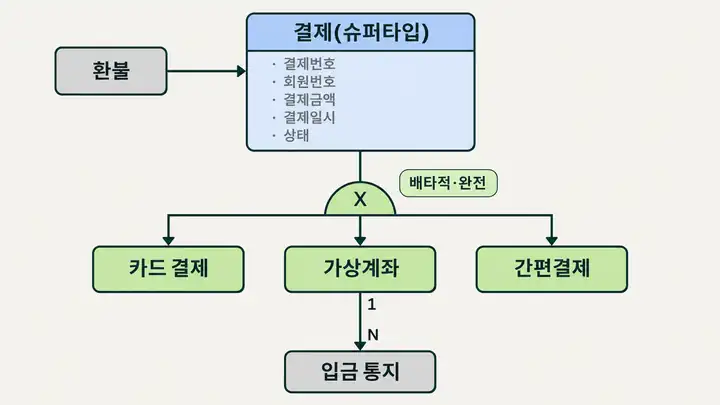 결제(슈퍼타입)
환불
· 결제번호
· 회원번호
· 결제금액
· 결제일시
· 상태
배타적·완전
X
카드 결제
가상계좌
간편결제
1
N
입금 통지